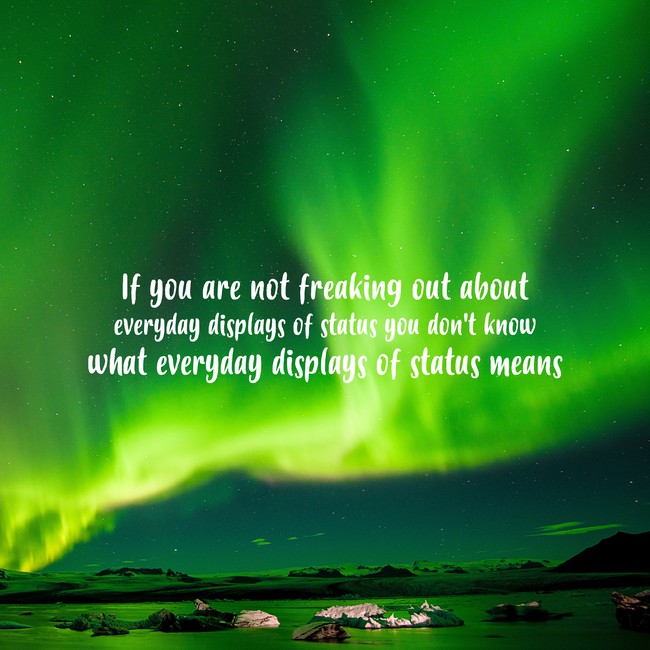 If you are not freaking out about
everyday displays of status you don't know
what everyday displays of status means